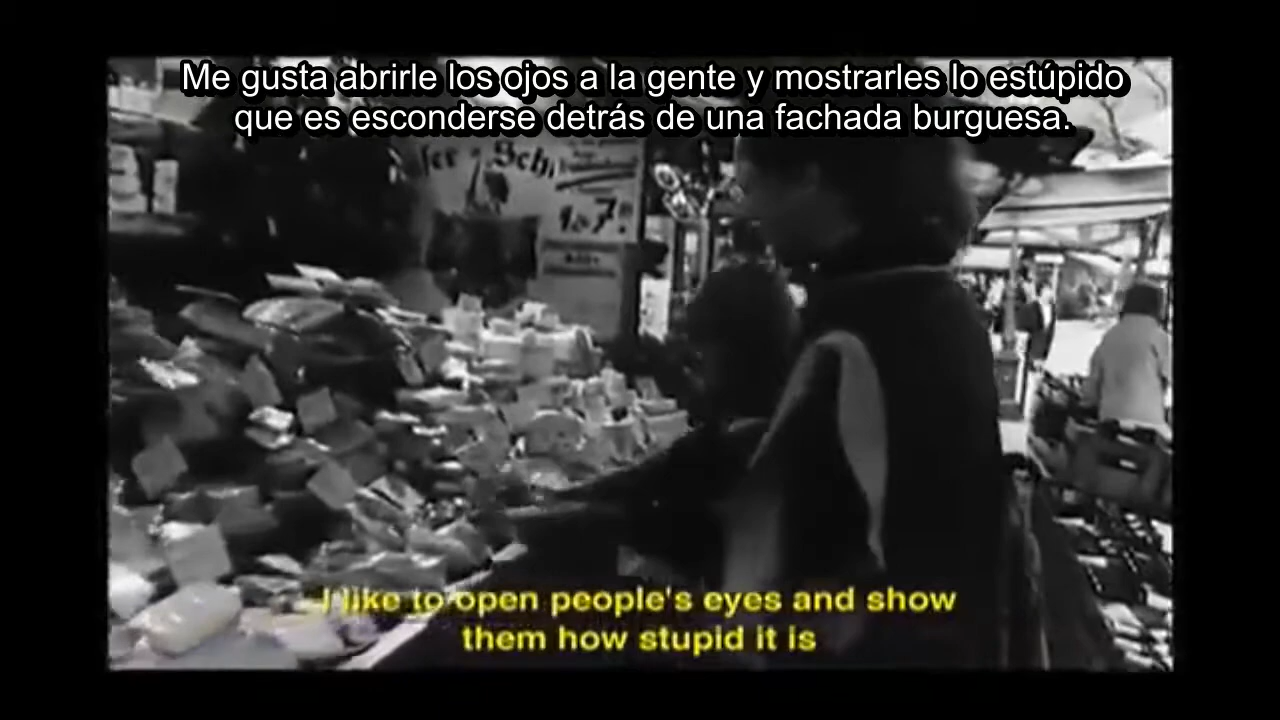 Me gusta abrirle los ojos a la gente y mostrarles lo estúpido
que es esconderse detrás de una fachada burguesa.
I like to open people's eyes and show
them how stupid it is